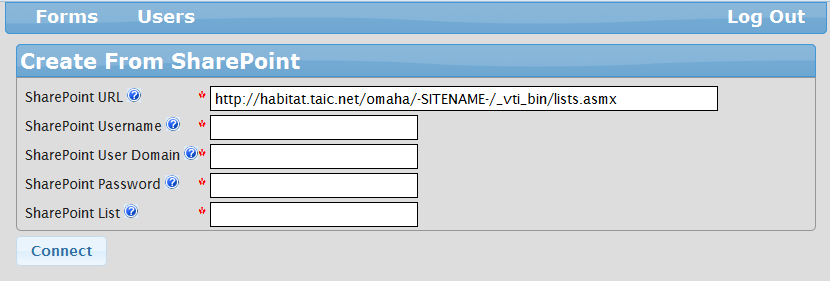 Forms Users Log Out
Create From SharePoint
SharePoint URL ? * http://habitat.taic.net/omaha/-SITENAME-/_vti_bin/lists.asmx
SharePoint Username ? *
SharePoint User Domain ? *
SharePoint Password ? *
SharePoint List ? *
Connect